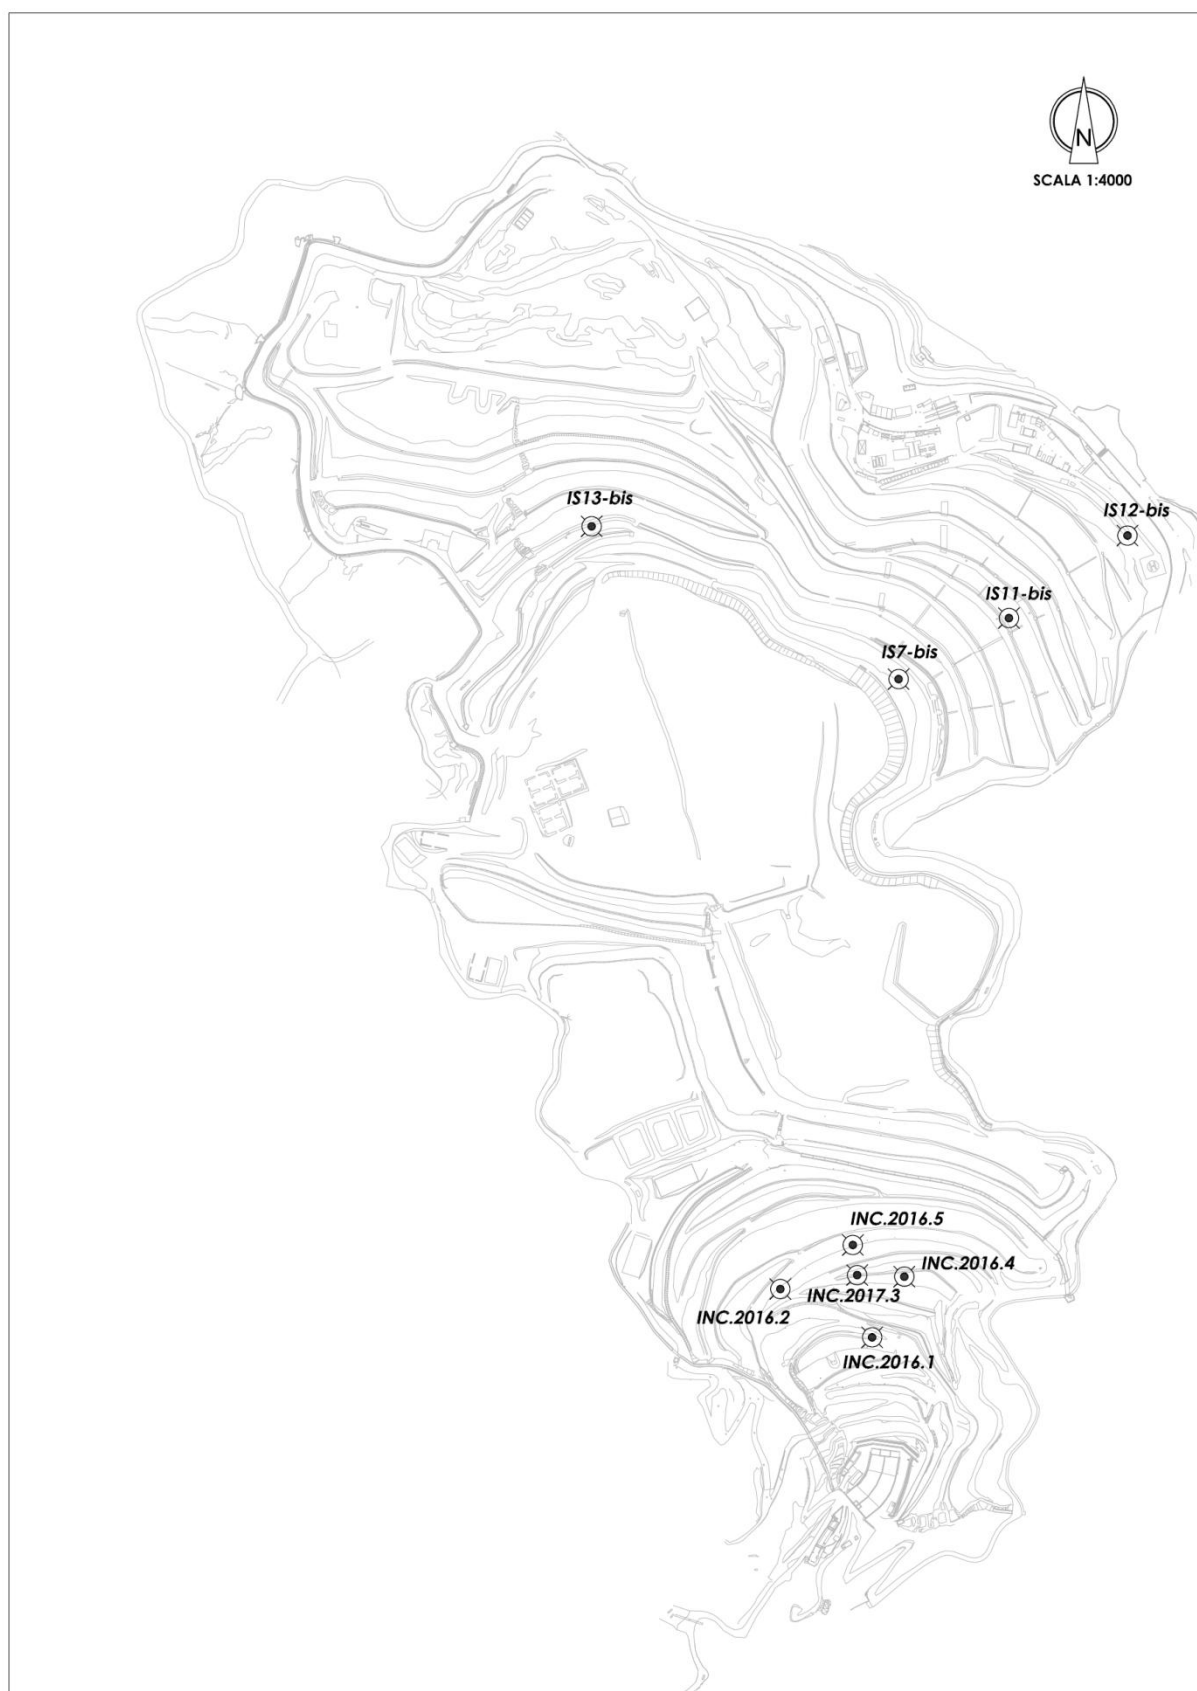 N
SCALA 1:4000
IS13-bis
IS12-bis
IS11-bis
IS7-bis
H
INC.2016.5
INC.2016.4
INC.2017.3
INC.2016.2
INC.2016.1